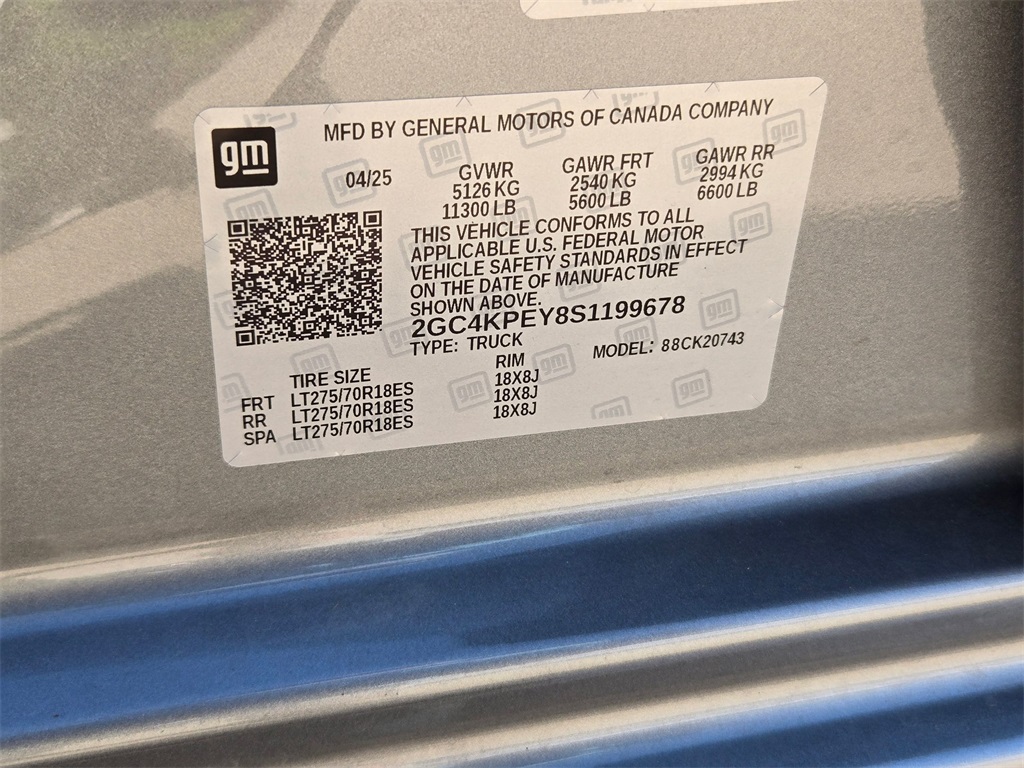 gm
MFD BY GENERAL MOTORS OF CANADA COMPANY
04/25
GVWR GAWR FRT GAWR RR
5126 KG 2540 KG 2994 KG
11300 LB 5600 LB 6600 LB
THIS VEHICLE CONFORMS TO ALL
APPLICABLE U.S. FEDERAL MOTOR
VEHICLE SAFETY STANDARDS IN EFFECT
ON THE DATE OF MANUFACTURE
SHOWN ABOVE.
2GC4KPEY8S1199678
TYPE: TRUCK MODEL: 88CK20743
TIRE SIZE RIM
FRT LT275/70R18ES 18X8J
RR LT275/70R18ES 18X8J
SPA LT275/70R18ES 18X8J